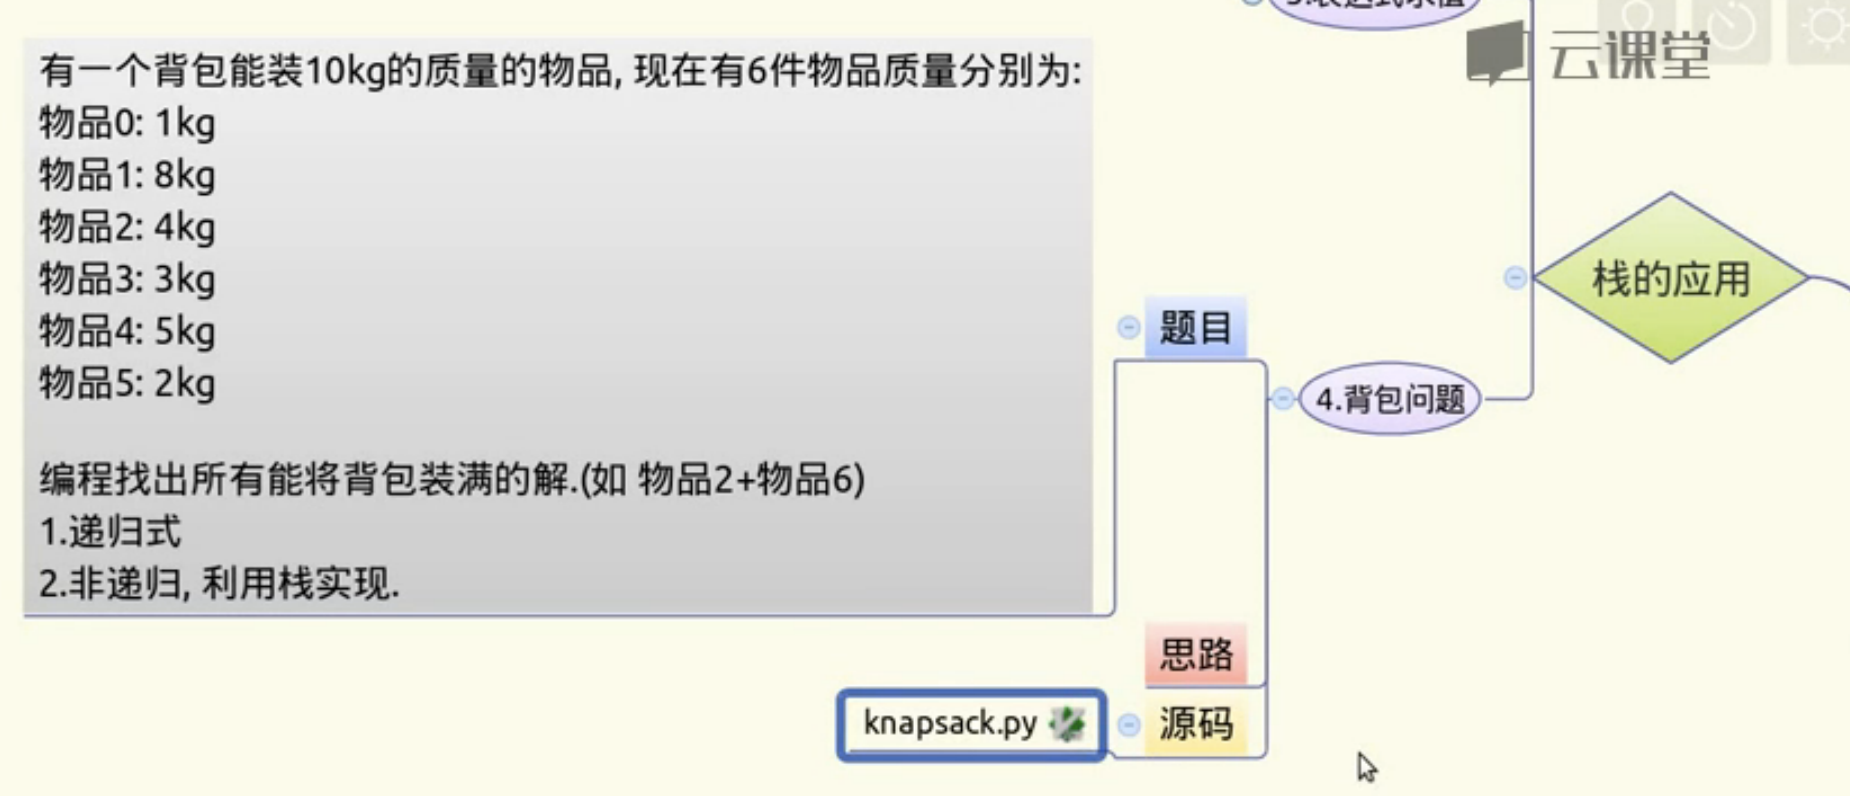 有一个背包能装10kg的质量的物品, 现在有6件物品质量分别为:
物品0: 1kg
物品1: 8kg
物品2: 4kg
物品3: 3kg
物品4: 5kg
物品5: 2kg
编程找出所有能将背包装满的解.(如 物品2+物品6)
1.递归式
2.非递归, 利用栈实现.
云课堂
栈的应用
题目
4.背包问题
思路
knapsack.py
源码